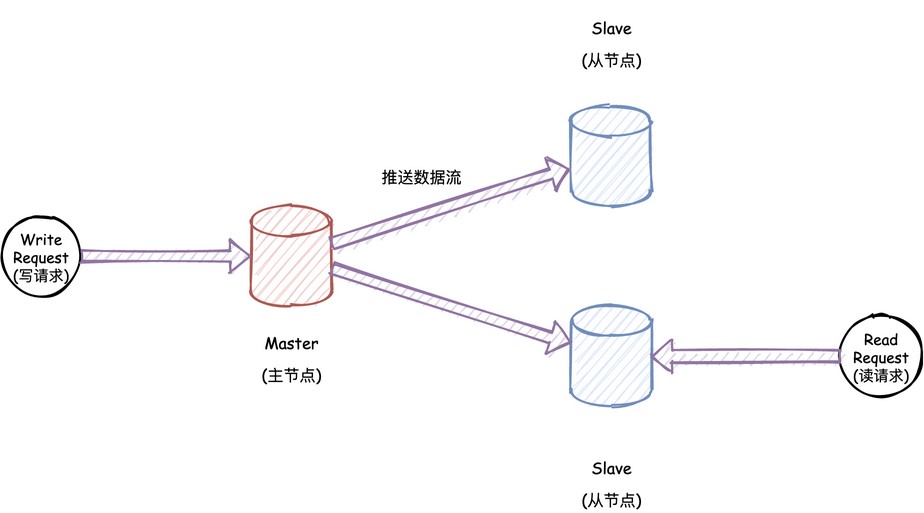 Slave
(从节点)
推送数据流
Write
Request
(写请求)
Master
(主节点)
Read
Request
(读请求)
Slave
(从节点)